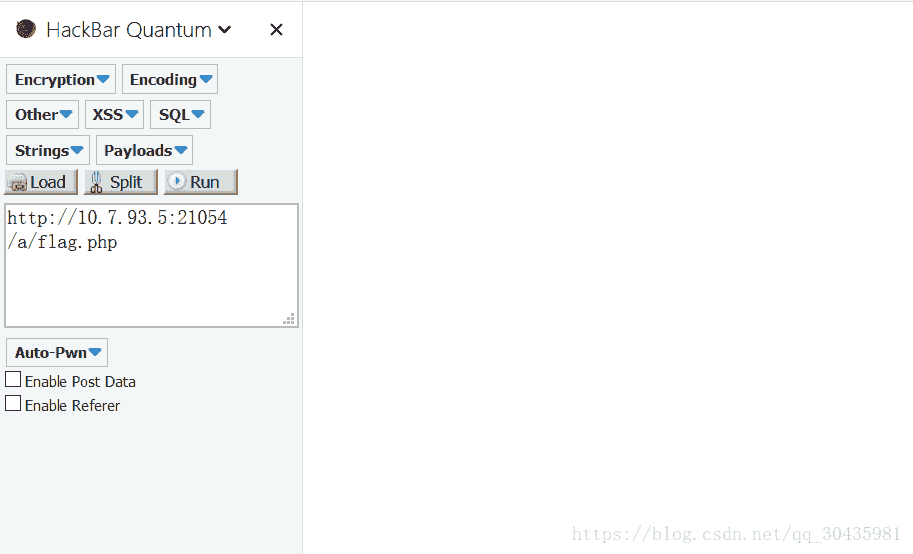 HackBar Quantum
Encryption Encoding
Other XSS SQL
Strings Payloads
Load Split Run
http://10.7.93.5:21054
/a/flag.php
Auto-Pwn
Enable Post Data
Enable Referer
https://blog.csdn.net/qq_30435981